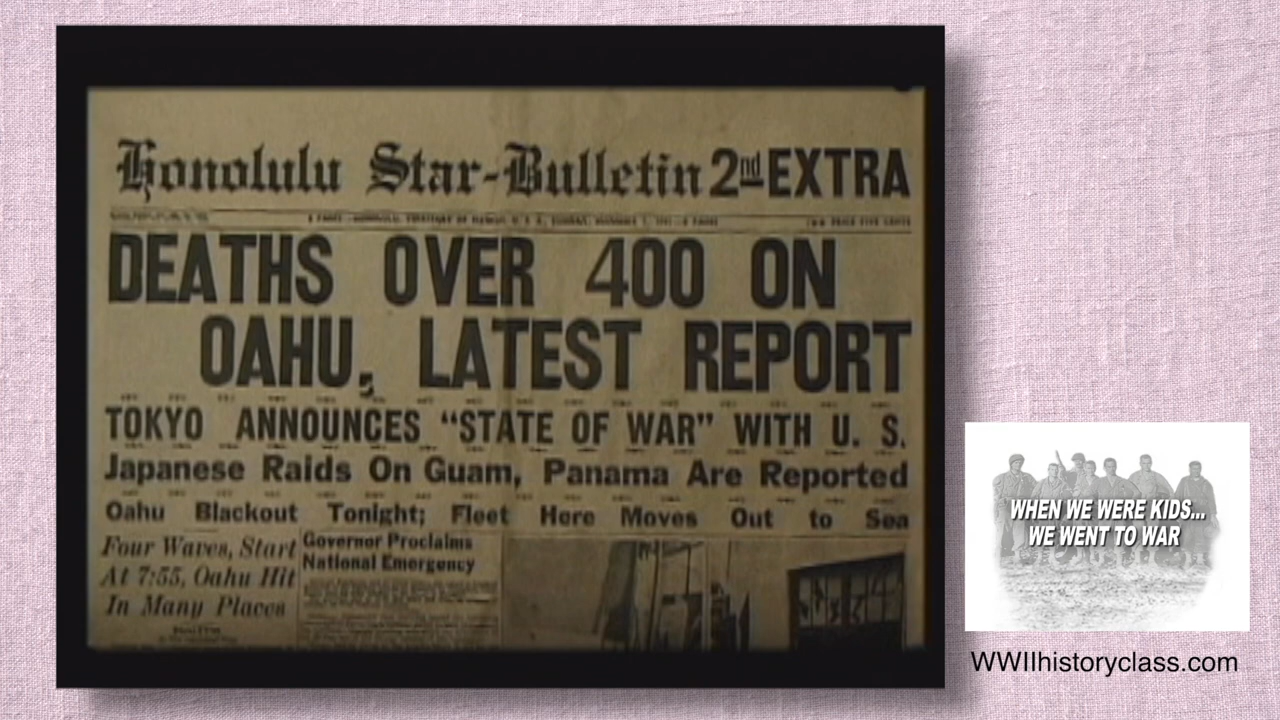 Honolulu Star-Bulletin 2nd EXTRA
DEATHS OVER 400 ON
OAHU, LATEST REPORT
TOKYO ANNOUNCES “STATE OF WAR” WITH U. S.
Japanese Raids On Guam, Panama Are Reported
Oahu Blackout Tonight; Fleet Here Moves Out to Sea
Four Waves, Start
At 7:55, Oahu Hit
In Many Places
Governor Proclaims
National Emergency
WHEN WE WERE KIDS...
WE WENT TO WAR
WWIIhistoryclass.com